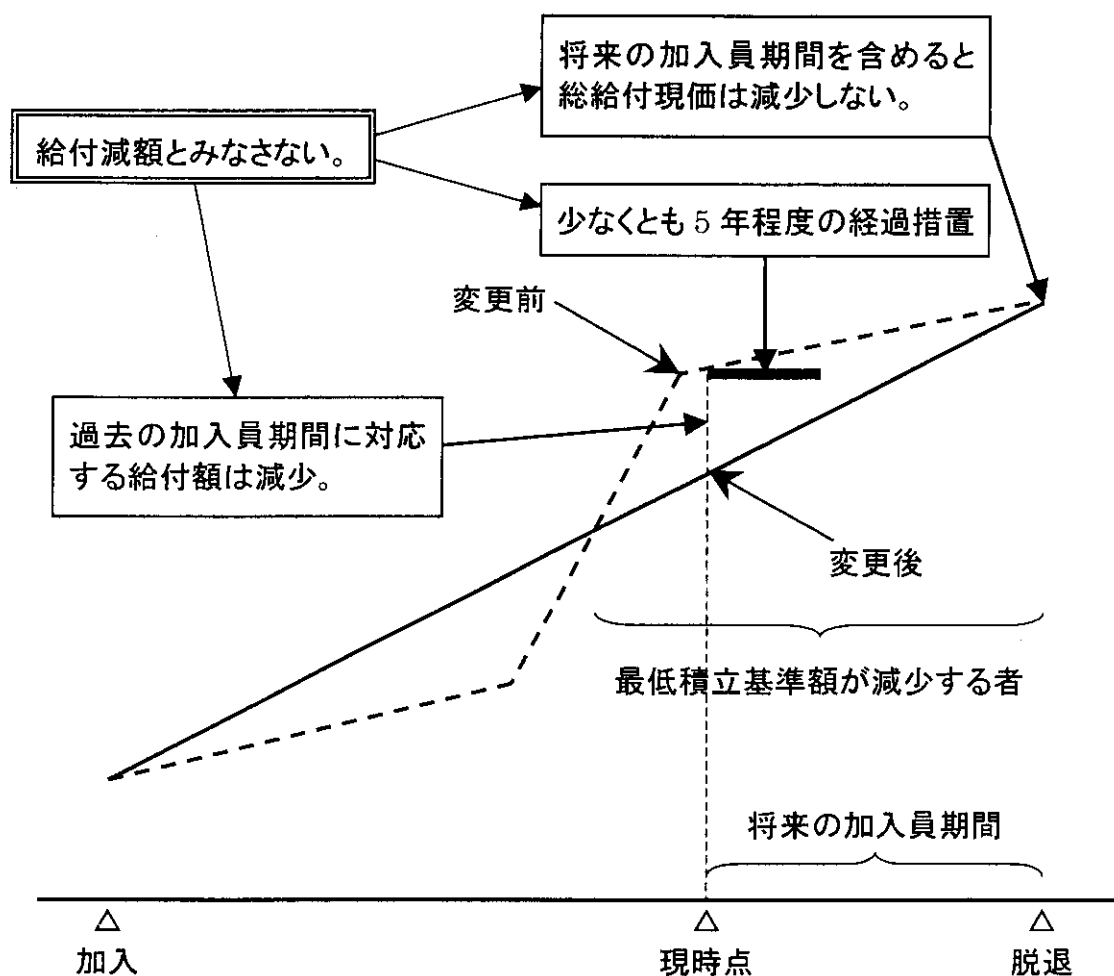 将来の加入員期間を含めると
総給付現価は減少しない。
給付減額とみなさない。
少なくとも5年程度の経過措置
変更前
過去の加入員期間に対応
する給付額は減少。
変更後
最低積立基準額が減少する者
将来の加入員期間
△ △ △
加入 現時点 脱退